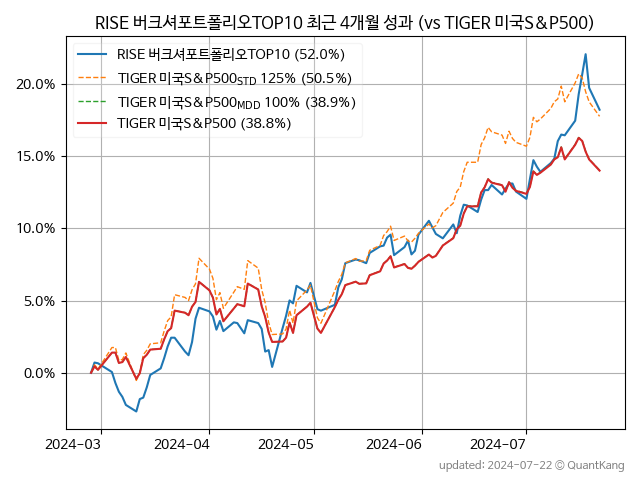 RISE 버크셔포트폴리오TOP10 최근 4개월 성과 (vs TIGER 미국S&P500)
RISE 버크셔포트폴리오TOP10 (52.0%)
TIGER 미국S&P500STD 125% (50.5%)
TIGER 미국S&P500MDD 100% (38.9%)
TIGER 미국S&P500 (38.8%)
20.0%
15.0%
10.0%
5.0%
0.0%
2024-03 2024-04 2024-05 2024-06 2024-07
updated: 2024-07-22 © QuantKang